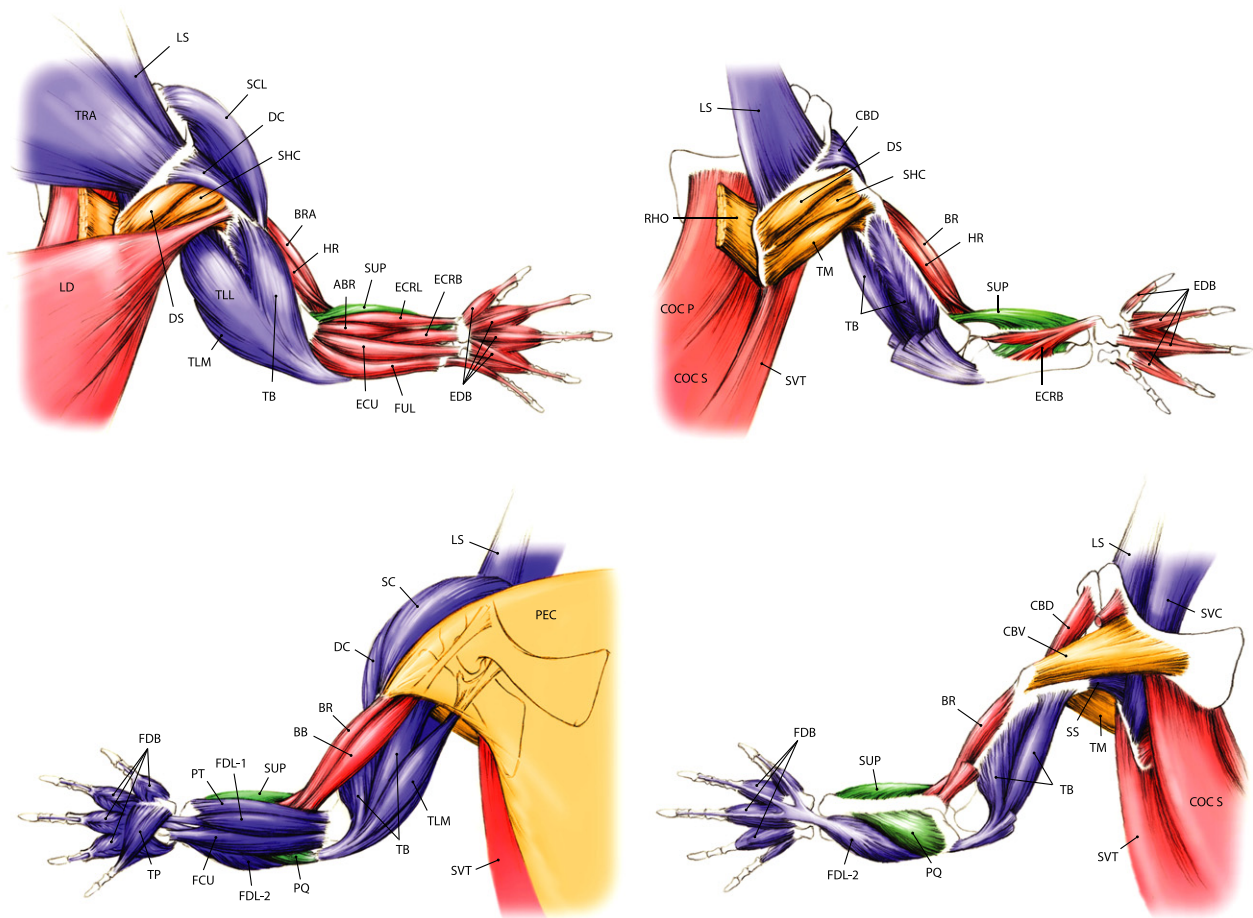 LS
SCL
TRA
DC
SHC
BRA
HR
SUP
ABR
ECRL
ECRB
LD
DS
TLL
TLM
TB
ECU
FUL
EDB
LS
CBD
DS
SHC
RHO
BR
HR
TM
SUP
EDB
COC P
TB
COC S
SVT
ECRB
LS
SC
PEC
DC
BR
BB
FDB
FDL-1
SUP
PT
TLM
TB
TP
FCU
FDL-2
PQ
SVT
LS
CBD
SVC
CBV
BR
SS
TM
FDB
SUP
TB
COC S
SVT
FDL-2
PQ